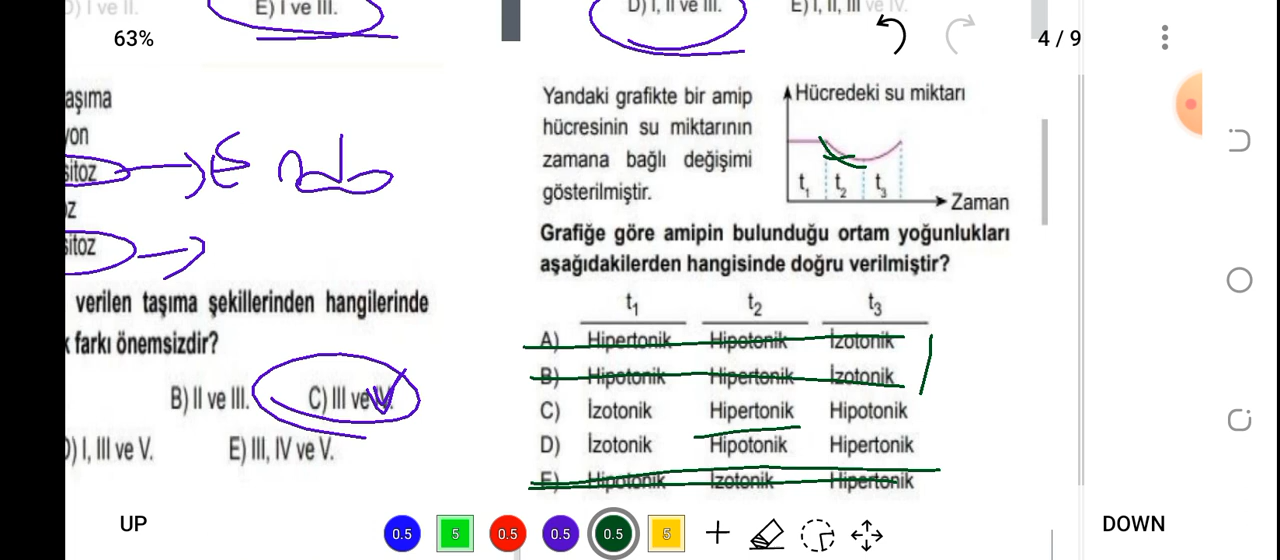 D) I ve II.
E) I ve III.
D) I, II ve III.
E) I, II, III ve IV.
63%
4 / 9
aşıma
yon
sitoz
E ndo
z
sitoz
verilen taşıma şekillerinden hangilerinde
k farkı önemsizdir?
B) II ve III.
C) III ve IV.
D) I, III ve V.
E) III, IV ve V.
Yandaki grafikte bir amip
hücresinin su miktarının
zamana bağlı değişimi
gösterilmiştir.
Hücredeki su miktarı
t₁ t₂ t₃
Zaman
Grafiğe göre amipin bulunduğu ortam yoğunlukları
aşağıdakilerden hangisinde doğru verilmiştir?
t₁ t₂ t₃
A) Hipertonik Hipotonik İzotonik
B) Hipotonik Hipertonik İzotonik
C) İzotonik Hipertonik Hipotonik
D) İzotonik Hipotonik Hipertonik
E) Hipotonik İzotonik Hipertonik
UP
0.5
5
0.5
0.5
0.5
5
DOWN